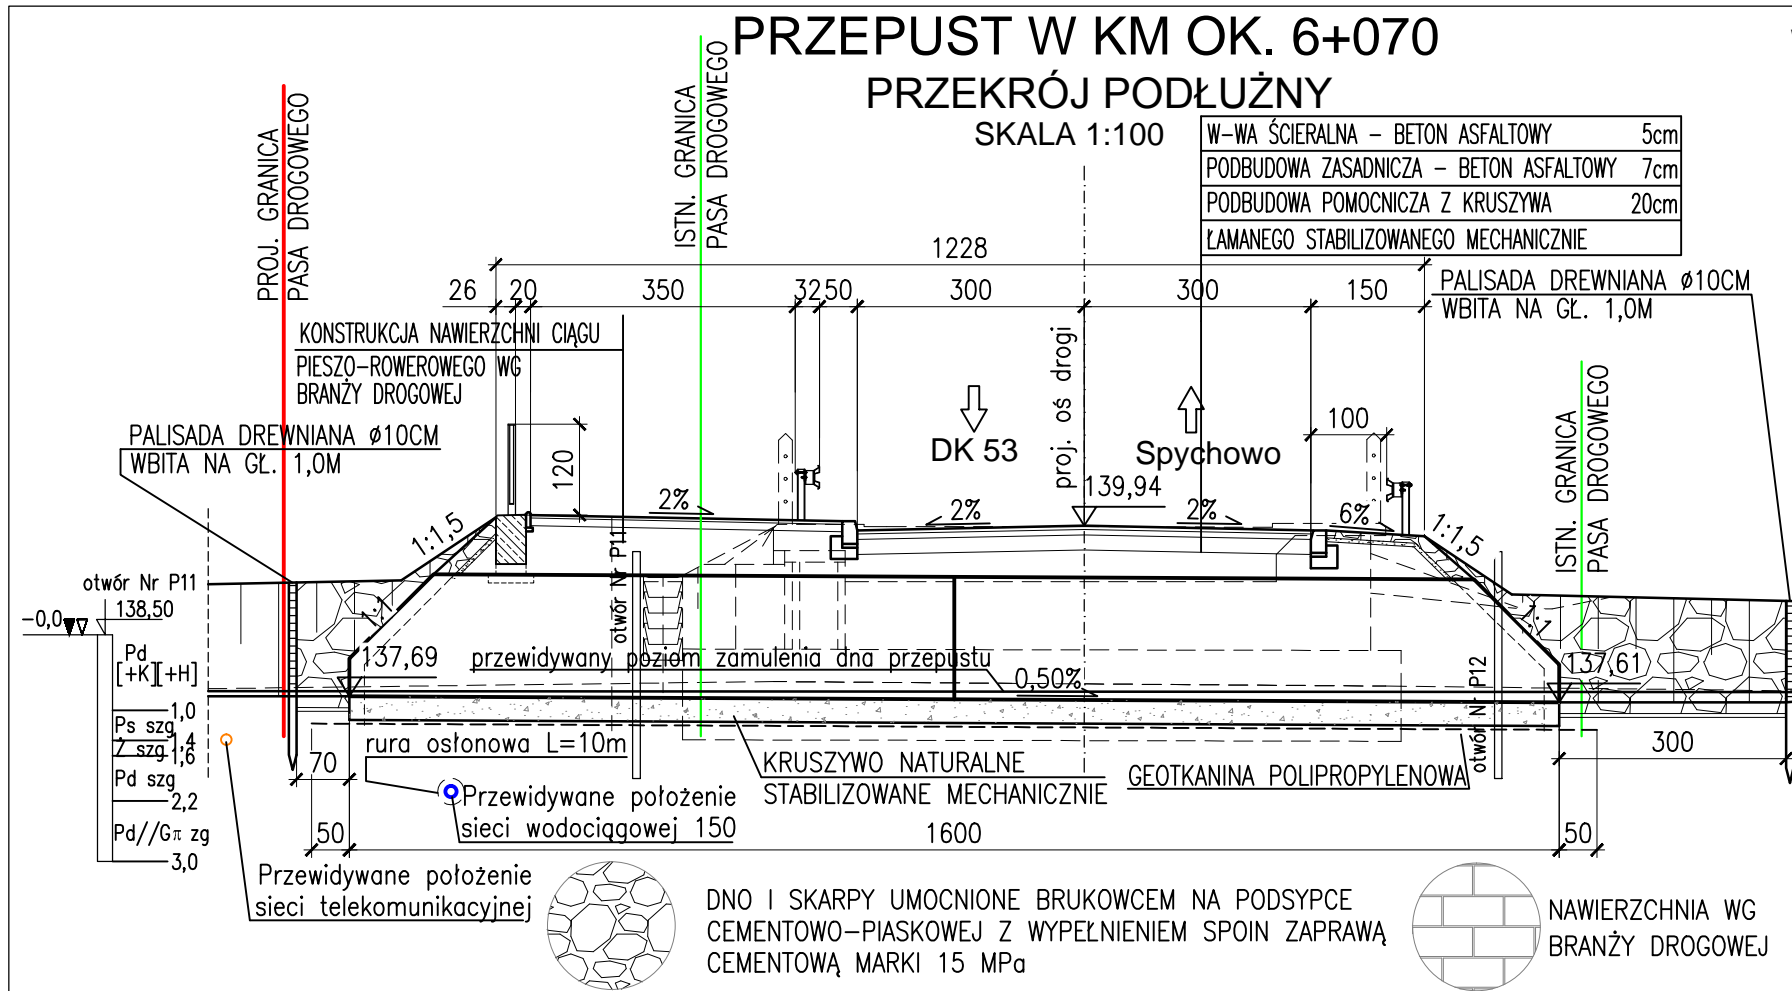 PRZEPUST W KM OK. 6+070
PRZEKRÓJ PODŁUŻNY
SKALA 1:100
W-WA ŚCIERALNA – BETON ASFALTOWY 5cm
PODBUDOWA ZASADNICZA – BETON ASFALTOWY 7cm
PODBUDOWA POMOCNICZA Z KRUSZYWA 20cm
ŁAMANEGO STABILIZOWANEGO MECHANICZNIE
PROJ. GRANICA
PASA DROGOWEGO
ISTN. GRANICA
PASA DROGOWEGO
1228
26 20 350 32 50 300 300 150
PALISADA DREWNIANA ø10CM
WBITA NA GŁ. 1,0M
KONSTRUKCJA NAWIERZCHNI CIĄGU
PIESZO-ROWEROWEGO WG
BRANŻY DROGOWEJ
proj. oś drogi
DK 53
Spychowo
100
ISTN. GRANICA
PASA DROGOWEGO
PALISADA DREWNIANA ø10CM
WBITA NA GŁ. 1,0M
120
139,94
2%
2%
2%
6%
1:1,5
1:1,5
otwór Nr P11
138,50
-0,0
otwór Nr P11
1:1
1:1
Pd
[+K][+H]
137,69
przewidywany poziom zamulenia dna przepustu
0,50%
137,61
otwór Nr P12
1,0
Ps szg
1,4
Ż szg
1,6
Pd szg
2,2
Pd//Gπ zg
3,0
rura osłonowa L=10m
70
300
KRUSZYWO NATURALNE
STABILIZOWANE MECHANICZNIE
GEOTKANINA POLIPROPYLENOWA
Przewidywane położenie
sieci wodociągowej 150
50
1600
50
Przewidywane położenie
sieci telekomunikacyjnej
DNO I SKARPY UMOCNIONE BRUKOWCEM NA PODSYPCE
CEMENTOWO-PIASKOWEJ Z WYPEŁNIENIEM SPOIN ZAPRAWĄ
CEMENTOWĄ MARKI 15 MPa
NAWIERZCHNIA WG
BRANŻY DROGOWEJ